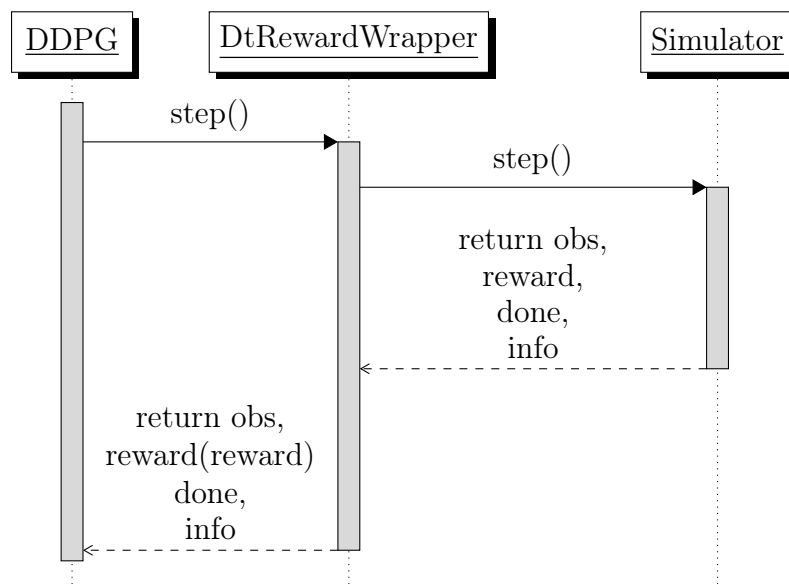 DDPG
DtRewardWrapper
Simulator
step()
step()
return obs,
reward,
done,
info
return obs,
reward(reward)
done,
info